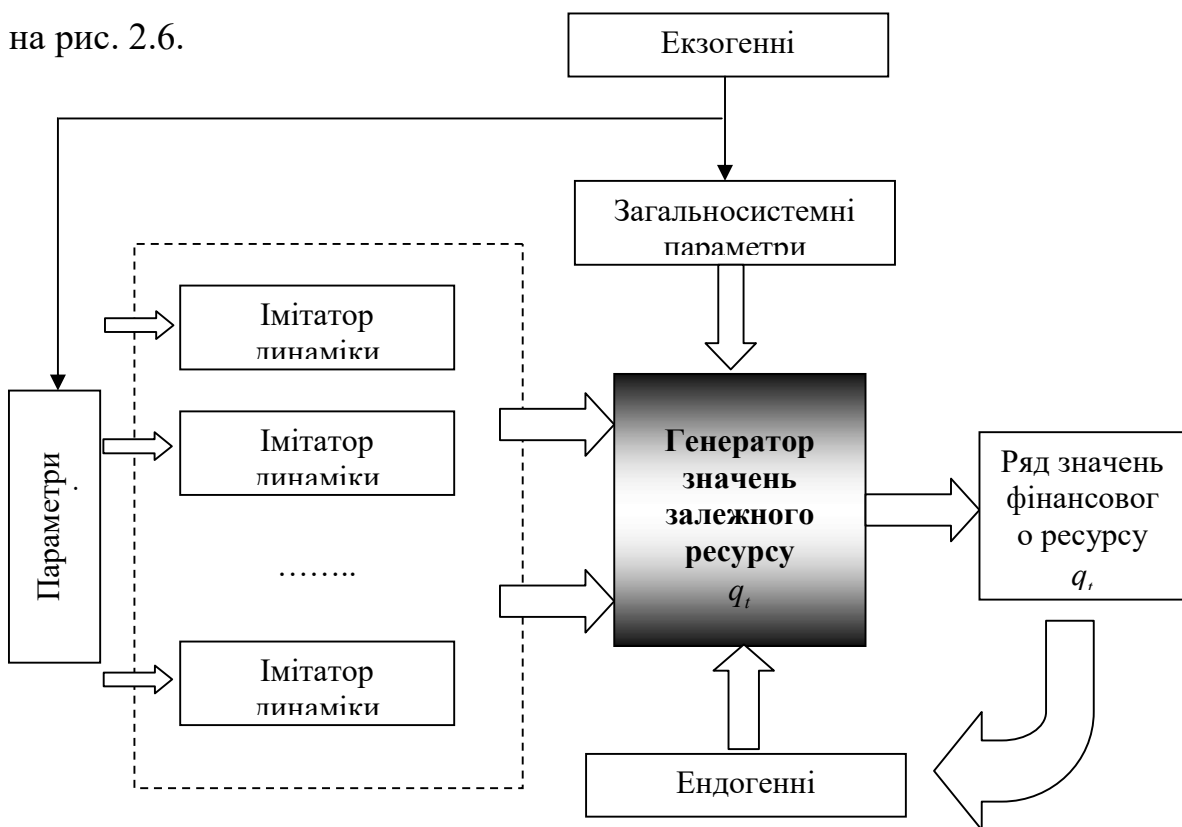 на рис. 2.6.
Екзогенні
Загальносистемні
параметри
Імітатор
динаміки
Імітатор
динаміки
……..
Імітатор
динаміки
Параметри
Генератор
значень
залежного
ресурсу
q_t
Ряд значень
фінансовог
о ресурсу
q_t
Ендогенні